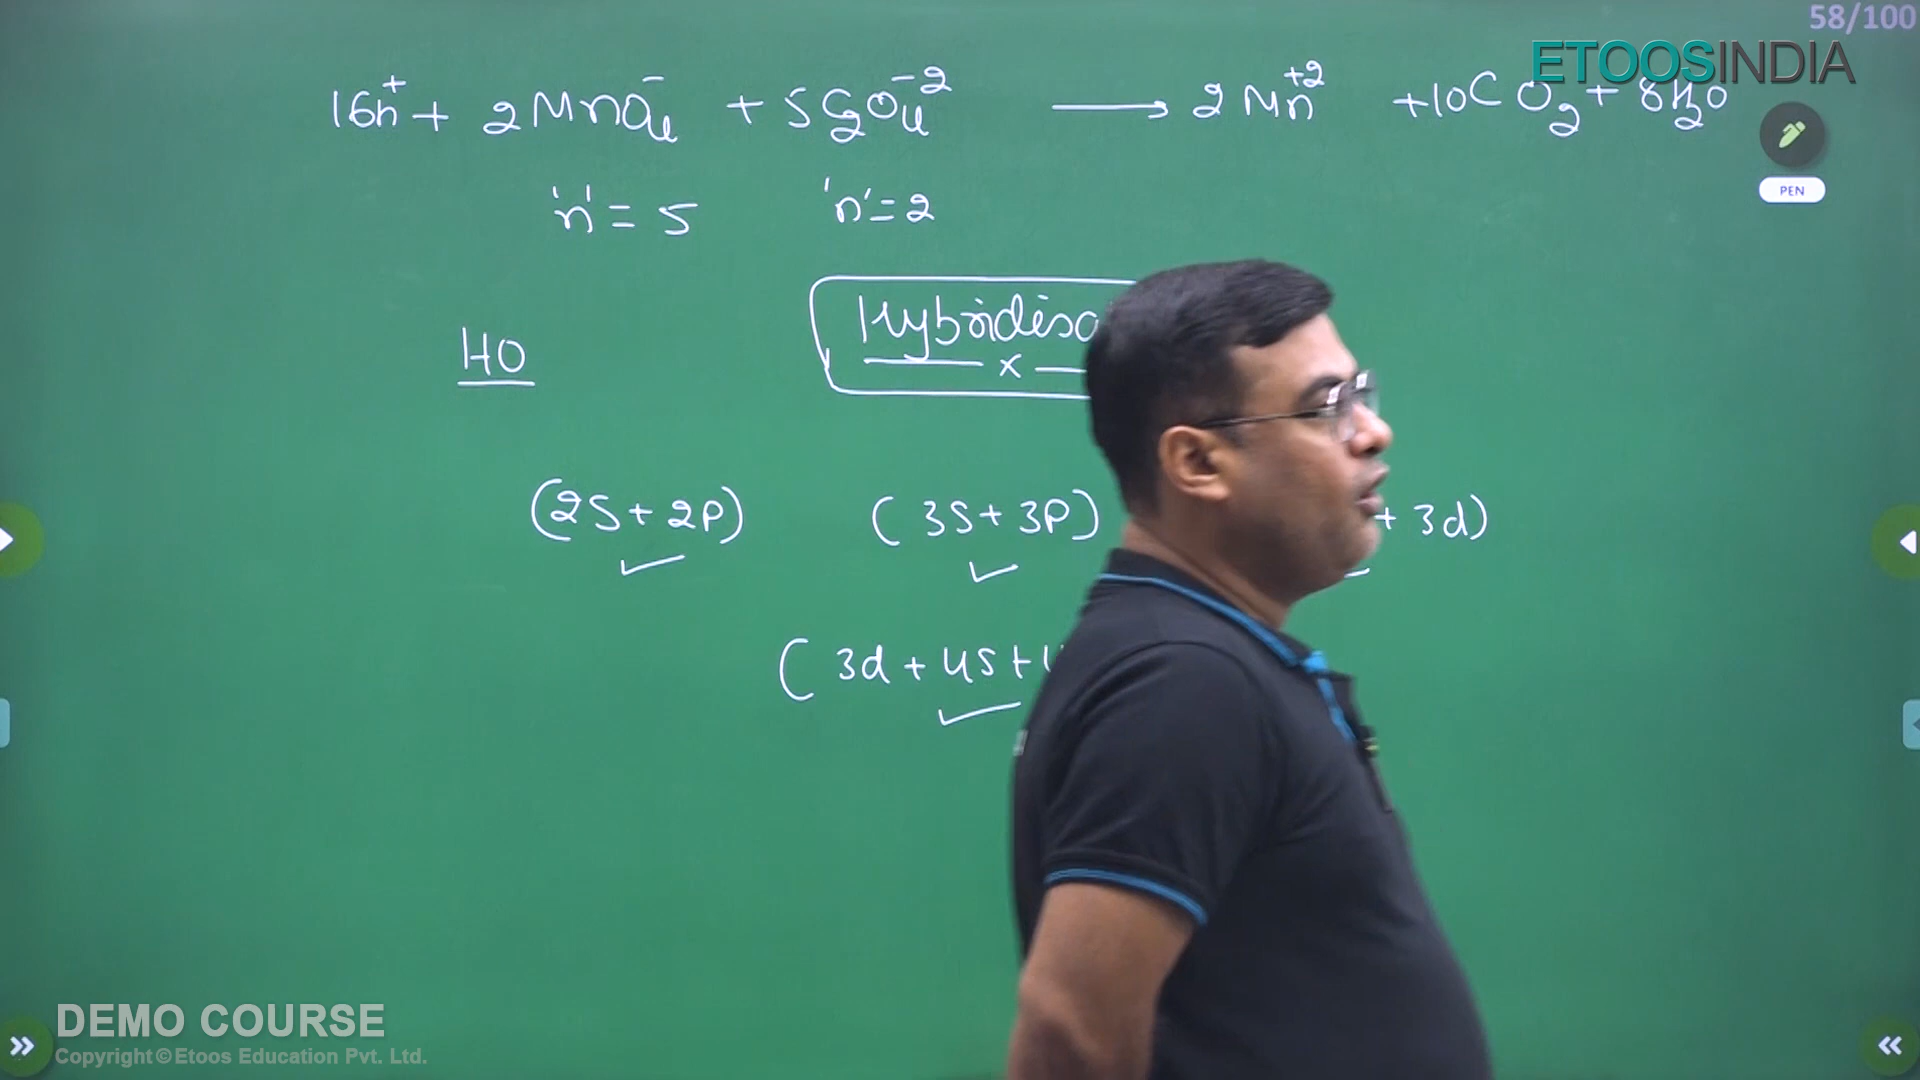 58/100
ETOOSINDIA
16H⁺ + 2MnO₄⁻ + 5C₂O₄⁻² ⟶ 2Mn⁺² + 10CO₂ + 8H₂O
PEN
'n' = 5 'n' = 2
HO
(2S + 2P) (3S + 3P) + 3d)
( 3d + 4S +
DEMO COURSE
Copyright © Etoos Education Pvt. Ltd.